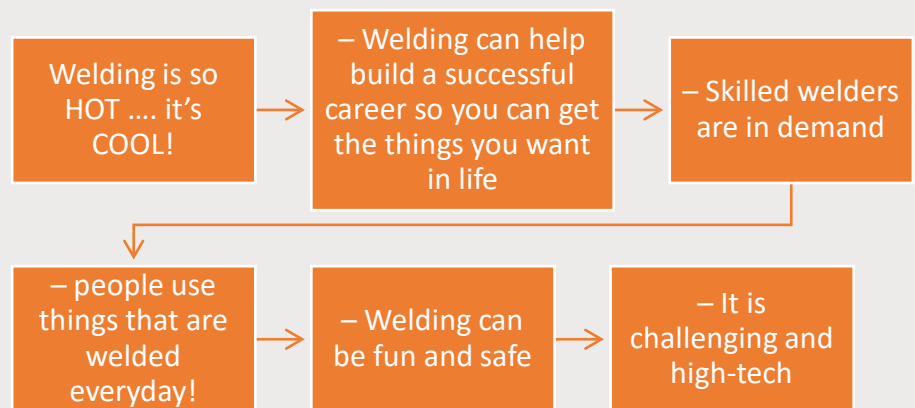 Welding is so
HOT .... it's
COOL!
– Welding can help
build a successful
career so you can get
the things you want
in life
– Skilled welders
are in demand
– people use
things that are
welded
everyday!
– Welding can
be fun and safe
– It is
challenging and
high-tech